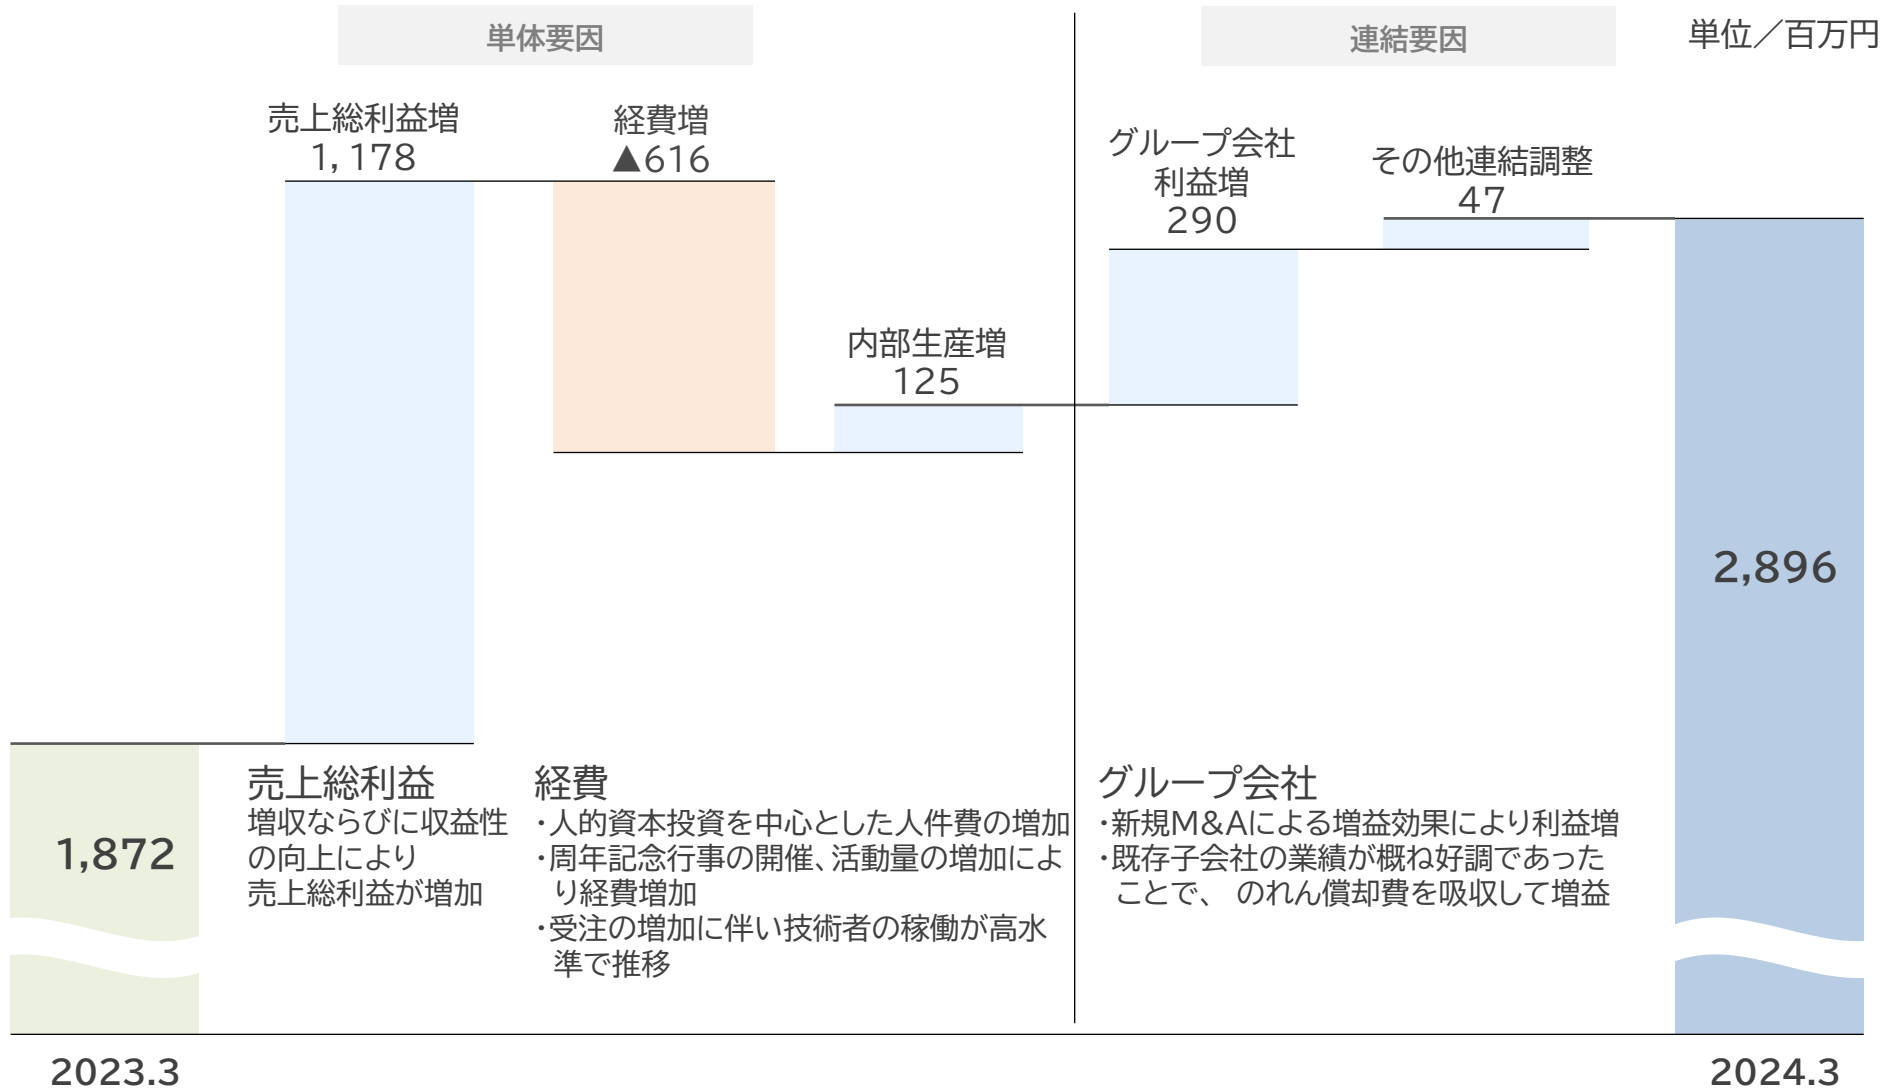 単体要因
連結要因
単位／百万円
売上総利益増
1,178
経費増
▲616
内部生産増
125
グループ会社
利益増
290
その他連結調整
47
2,896
1,872
売上総利益
増収ならびに収益性
の向上により
売上総利益が増加
経費
・人的資本投資を中心とした人件費の増加
・周年記念行事の開催、活動量の増加によ
り経費増加
・受注の増加に伴い技術者の稼働が高水
準で推移
グループ会社
・新規M&Aによる増益効果により利益増
・既存子会社の業績が概ね好調であった
ことで、 のれん償却費を吸収して増益
2023.3
2024.3